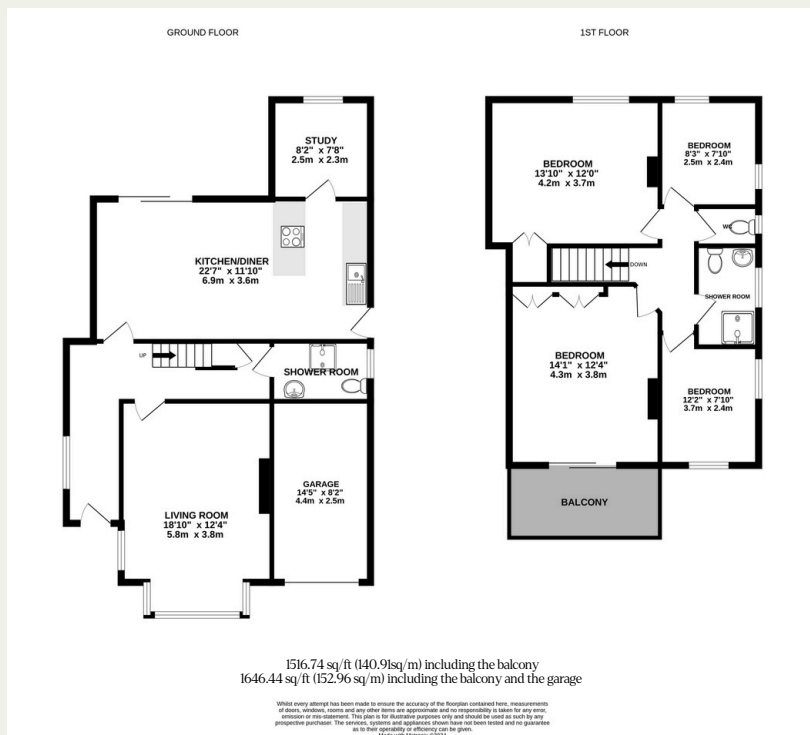 GROUND FLOOR
1ST FLOOR
STUDY
8'2" x 7'8"
2.5m x 2.3m
KITCHEN/DINER
22'7" x 11'10"
6.9m x 3.6m
UP
SHOWER ROOM
LIVING ROOM
18'10" x 12'4"
5.8m x 3.8m
GARAGE
14'5" x 8'2"
4.4m x 2.5m
BEDROOM
13'10" x 12'0"
4.2m x 3.7m
BEDROOM
8'3" x 7'10"
2.5m x 2.4m
WC
DOWN
SHOWER ROOM
BEDROOM
14'1" x 12'4"
4.3m x 3.8m
BEDROOM
12'2" x 7'10"
3.7m x 2.4m
BALCONY
1516.74 sq/ft (140.91sq/m) including the balcony
1646.44 sq/ft (152.96 sq/m) including the balcony and the garage
Whilst every attempt has been made to ensure the accuracy of the floorplan contained here, measurements
of doors, windows, rooms and any other items are approximate and no responsibility is taken for any error,
omission or mis-statement. This plan is for illustrative purposes only and should be used as such by any
prospective purchaser. The services, systems and appliances shown have not been tested and no guarantee
as to their operability or efficiency can be given.
Made with Metropix ©2024